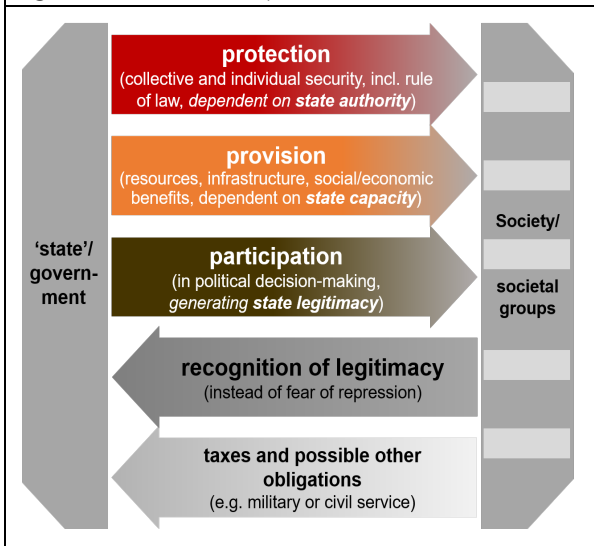 protection
(collective and individual security, incl. rule
of law, dependent on state authority)
provision
(resources, infrastructure, social/economic
benefits, dependent on state capacity)
participation
(in political decision-making,
generating state legitimacy)
‘state’/
govern-
ment
Society/
societal
groups
recognition of legitimacy
(instead of fear of repression)
taxes and possible other
obligations
(e.g. military or civil service)